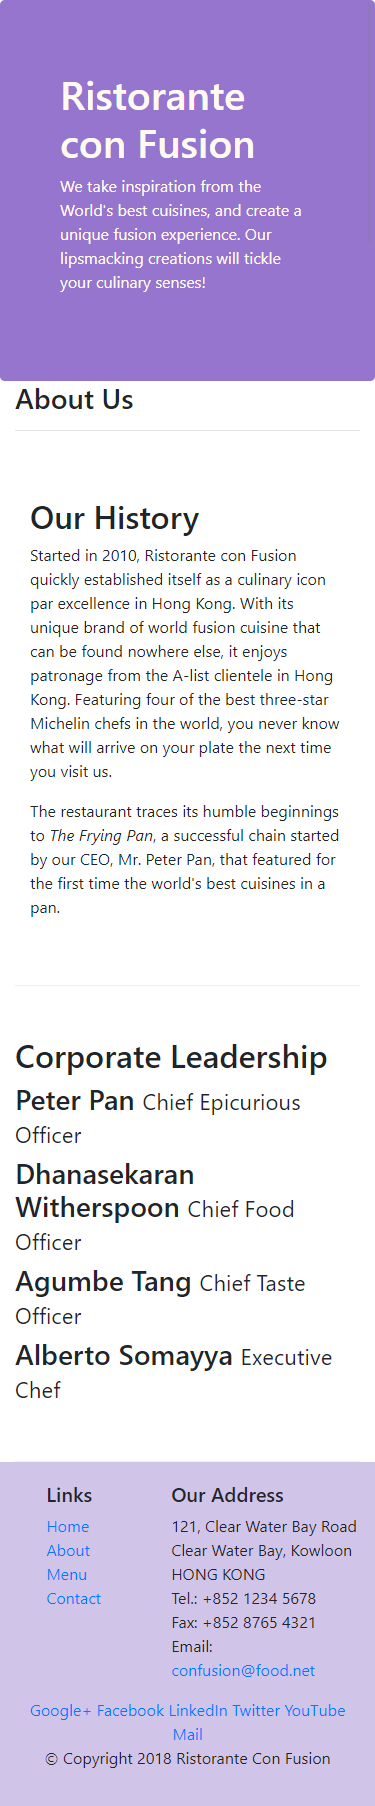 Ristorante
con Fusion
We take inspiration from the
World's best cuisines, and create a
unique fusion experience. Our
lipsmacking creations will tickle
your culinary senses!
About Us
Our History
Started in 2010, Ristorante con Fusion
quickly established itself as a culinary icon
par excellence in Hong Kong. With its
unique brand of world fusion cuisine that
can be found nowhere else, it enjoys
patronage from the A-list clientele in Hong
Kong. Featuring four of the best three-star
Michelin chefs in the world, you never know
what will arrive on your plate the next time
you visit us.
The restaurant traces its humble beginnings
to The Frying Pan, a successful chain started
by our CEO, Mr. Peter Pan, that featured for
the first time the world's best cuisines in a
pan.
Corporate Leadership
Peter Pan Chief Epicurious
Officer
Dhanasekaran
Witherspoon Chief Food
Officer
Agumbe Tang Chief Taste
Officer
Alberto Somayya Executive
Chef
Links
Home
About
Menu
Contact
Our Address
121, Clear Water Bay Road
Clear Water Bay, Kowloon
HONG KONG
Tel.: +852 1234 5678
Fax: +852 8765 4321
Email:
confusion@food.net
Google+ Facebook LinkedIn Twitter YouTube
Mail
© Copyright 2018 Ristorante Con Fusion